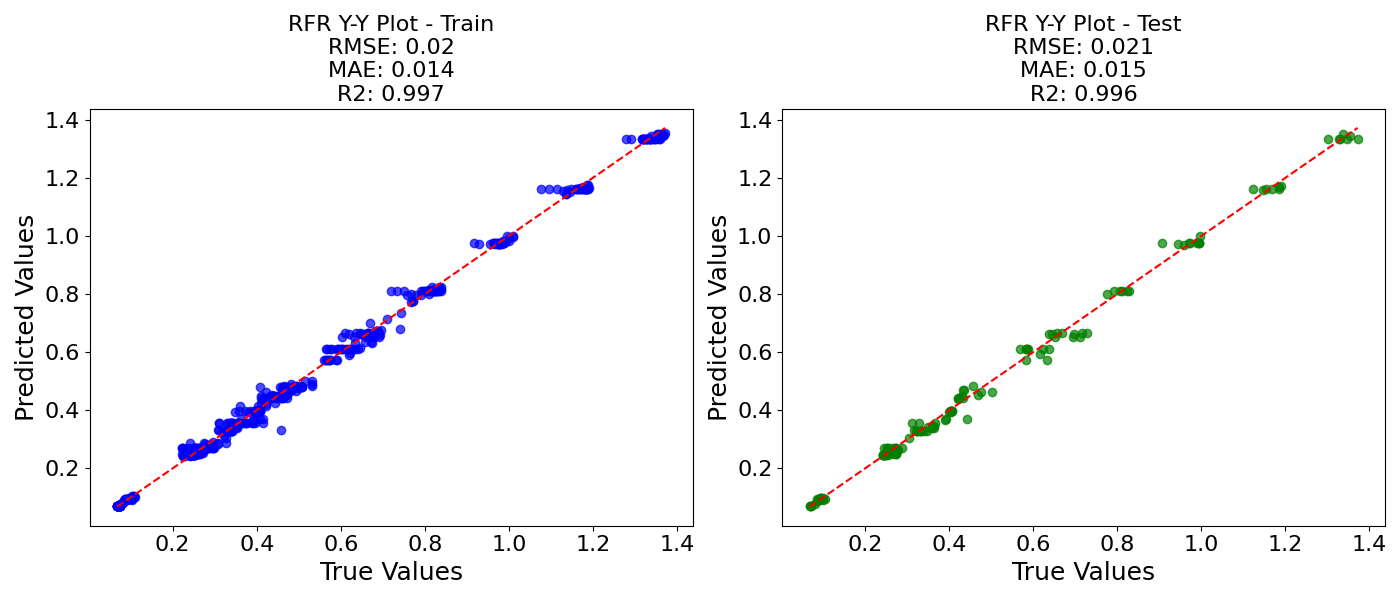 RFR Y-Y Plot - Train
RMSE: 0.02
MAE: 0.014
R2: 0.997
1.4
1.2
1.0
0.8
0.6
0.4
0.2
Predicted Values
0.2 0.4 0.6 0.8 1.0 1.2 1.4
True Values
RFR Y-Y Plot - Test
RMSE: 0.021
MAE: 0.015
R2: 0.996
1.4
1.2
1.0
0.8
0.6
0.4
0.2
Predicted Values
0.2 0.4 0.6 0.8 1.0 1.2 1.4
True Values